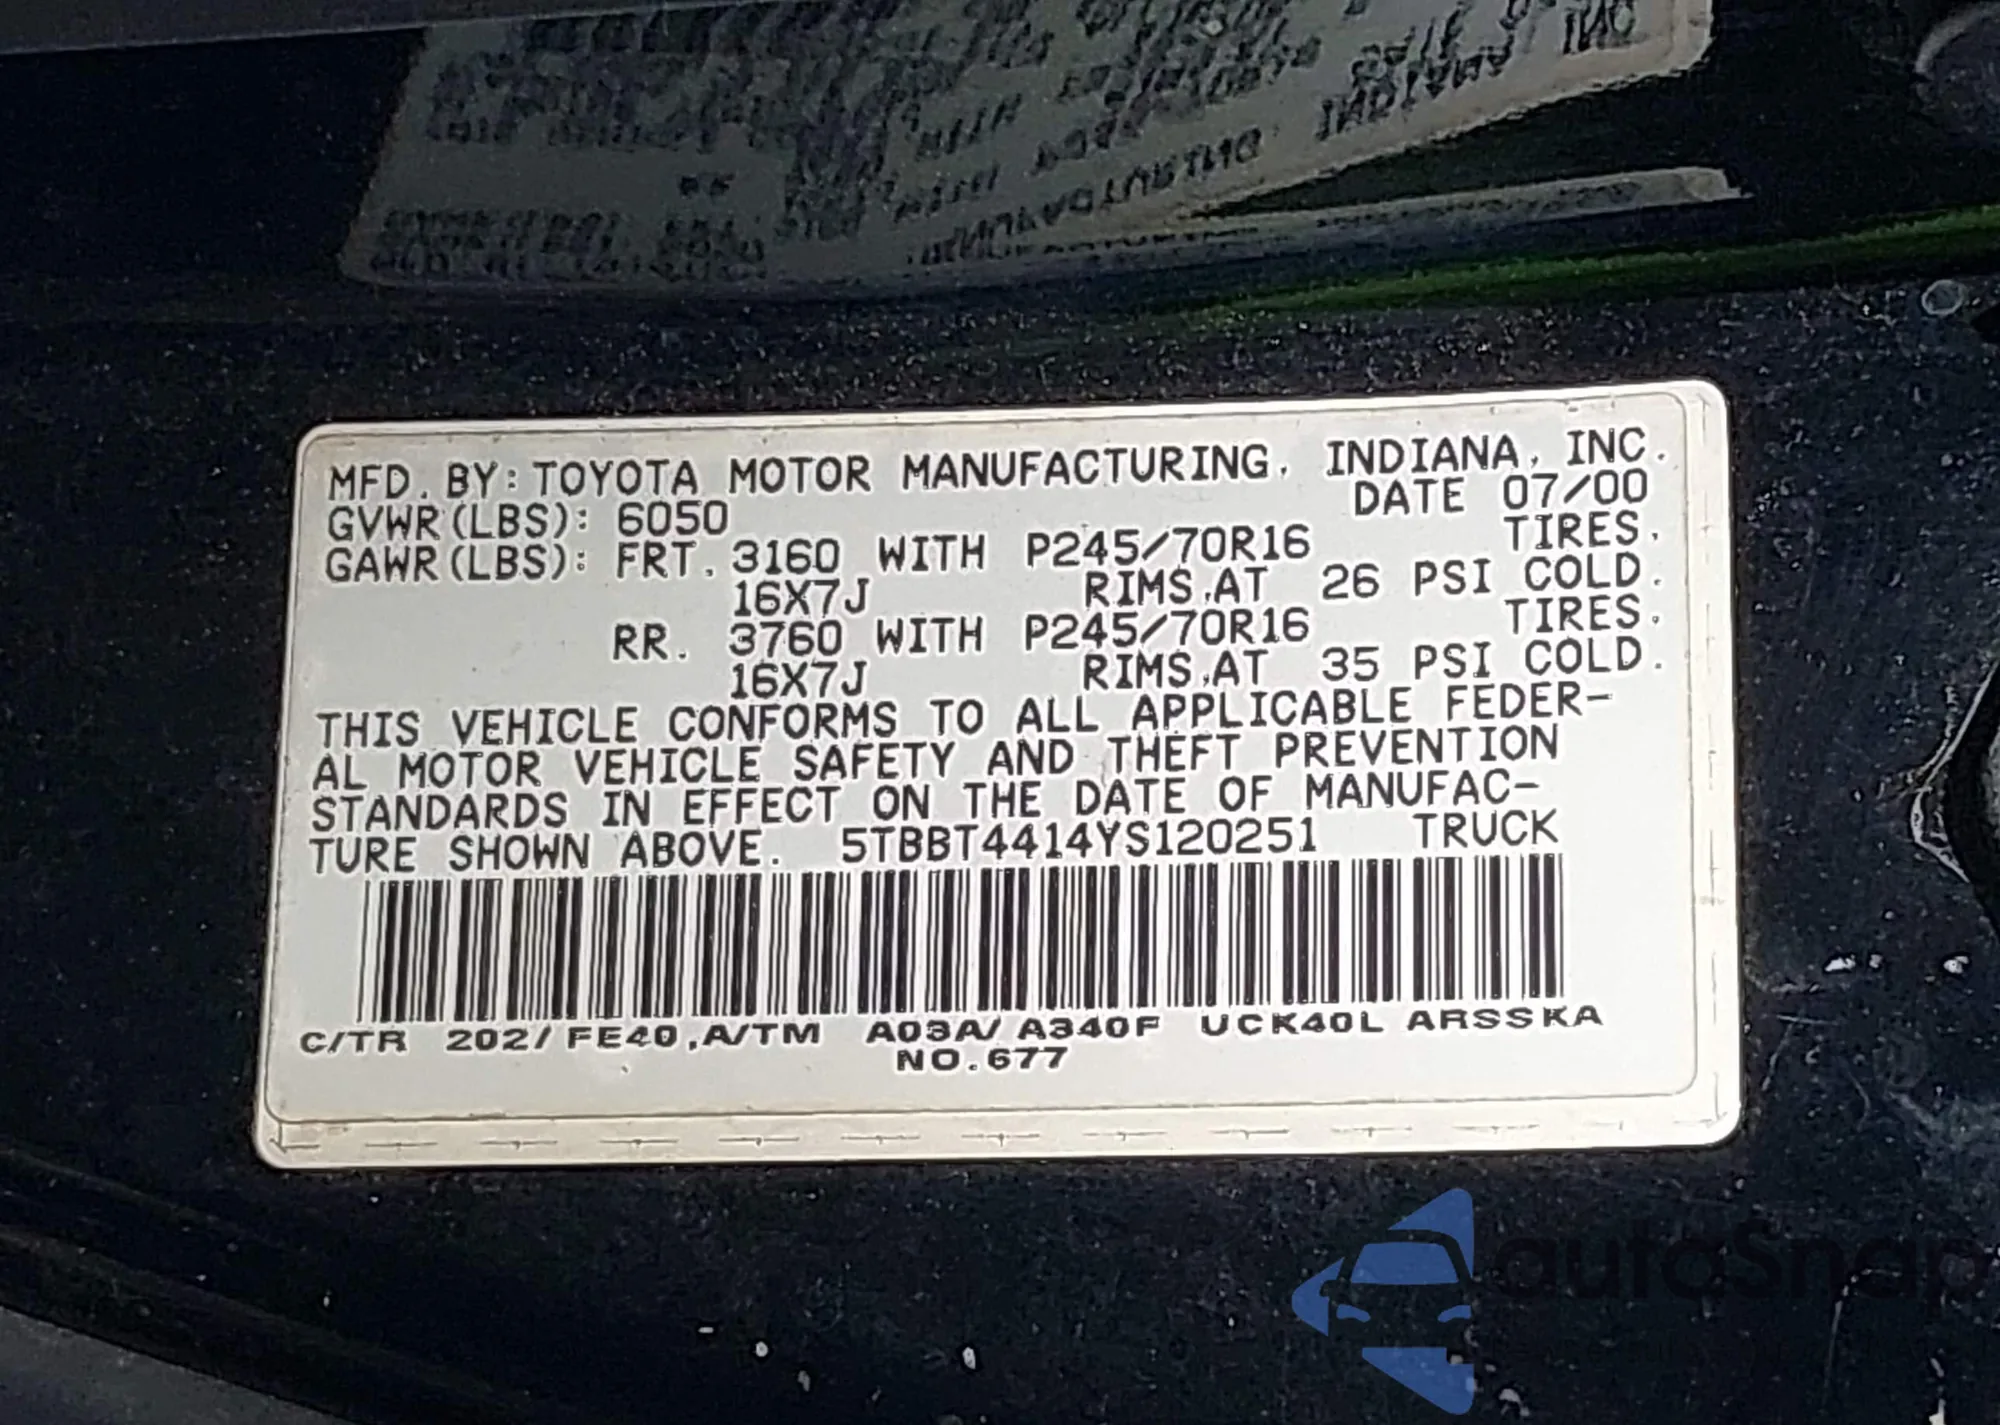 MFD. BY: TOYOTA MOTOR MANUFACTURING, INDIANA, INC.
GVWR(LBS): 6050 DATE 07/00
GAWR(LBS): FRT. 3160 WITH P245/70R16 TIRES.
16X7J RIMS,AT 26 PSI COLD.
RR. 3760 WITH P245/70R16 TIRES.
16X7J RIMS,AT 35 PSI COLD.
THIS VEHICLE CONFORMS TO ALL APPLICABLE FEDER-
AL MOTOR VEHICLE SAFETY AND THEFT PREVENTION
STANDARDS IN EFFECT ON THE DATE OF MANUFAC-
TURE SHOWN ABOVE. 5TBBT4414YS120251 TRUCK
C/TR 202/FE40,A/TM A03A/A340F UCK40L ARSSKA
NO.677
autoSnap